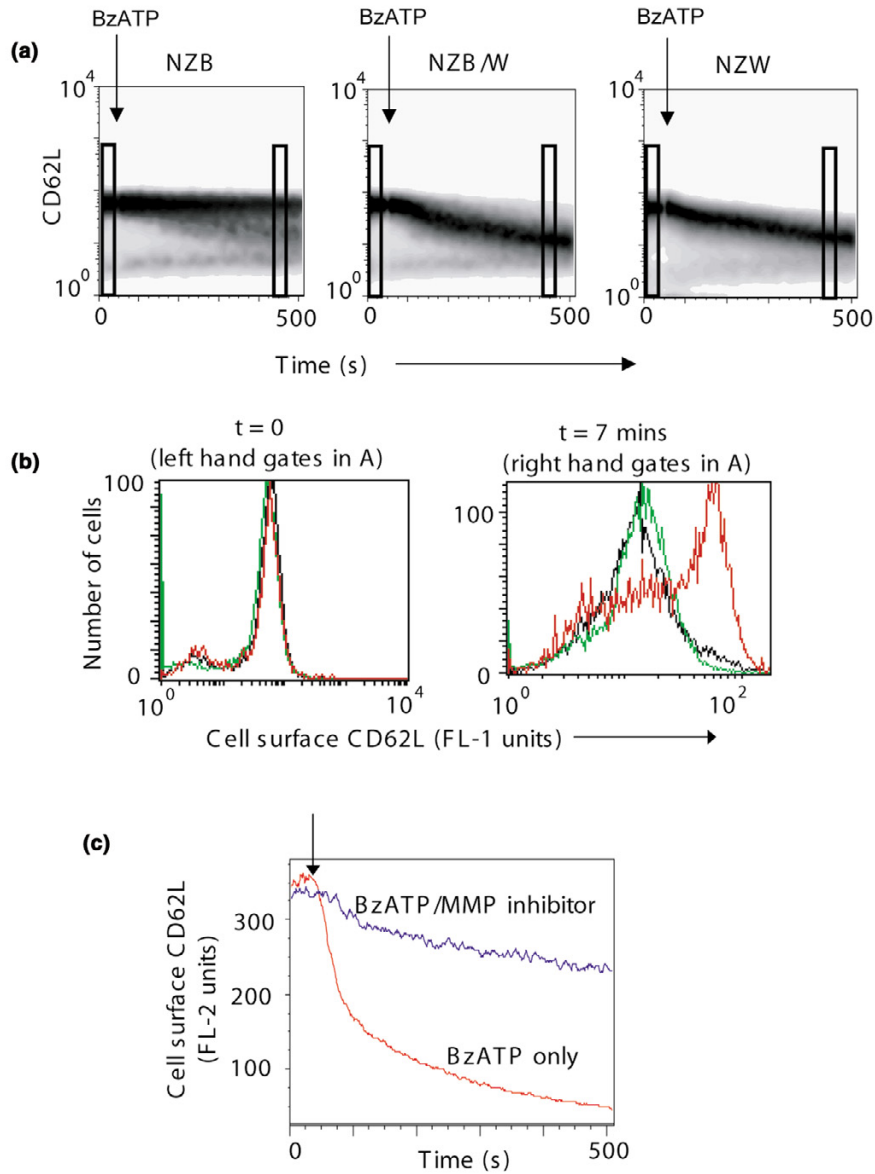 BzATP BzATP BzATP
(a)
NZB NZB/W NZW
10^4 10^4 10^4
CD62L
10^0 10^0 10^0
0 500 0 500 0 500
Time (s)
(b)
t = 0
(left hand gates in A)
t = 7 mins
(right hand gates in A)
100
Number of cells
0
10^0 10^4
100
0
10^0 10^2
Cell surface CD62L (FL-1 units)
(c)
Cell surface CD62L
(FL-2 units)
300
200
100
BzATP/MMP inhibitor
BzATP only
0 500
Time (s)